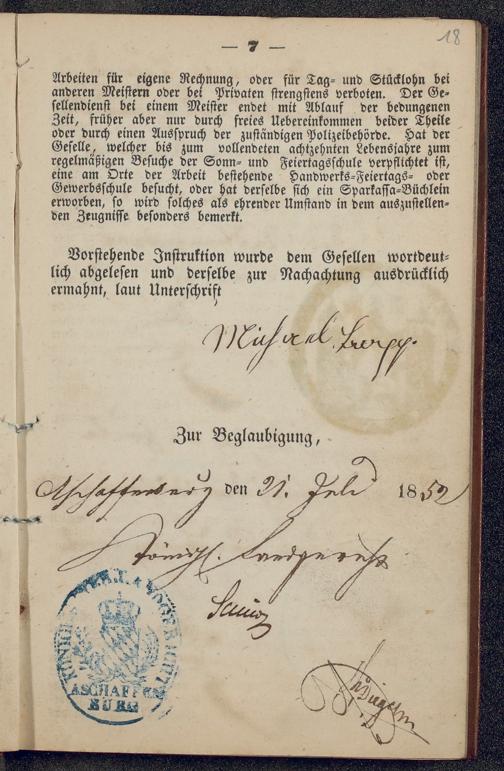 18
— 7 —
Arbeiten für eigene Rechnung, oder für Tag- und Stücklohn bei
anderen Meistern oder bei Privaten strengstens verboten. Der Ge-
sellendienst bei einem Meister endet mit Ablauf der bedungenen
Zeit, früher aber nur durch freies Uebereinkommen beider Theile
oder durch einen Ausspruch der zuständigen Polizeibehörde. Hat der
Geselle, welcher bis zum vollendeten achtzehnten Lebensjahre zum
regelmäßigen Besuche der Sonn- und Feiertagsschule verpflichtet ist,
eine am Orte der Arbeit bestehende Handwerks-Feiertags- oder
Gewerbsschule besucht, oder hat derselbe sich ein Sparkassa-Büchlein
erworben, so wird solches als ehrender Umstand in dem auszustellen-
den Zeugnisse besonders bemerkt.
Vorstehende Instruktion wurde dem Gesellen wortdeut-
lich abgelesen und derselbe zur Nachachtung ausdrücklich
ermahnt, laut Unterschrift
Michael
Zur Beglaubigung,
Aschaffenburg den 21. Juli 1852
Königl. Landgericht
ASCHAFFEN
BURG